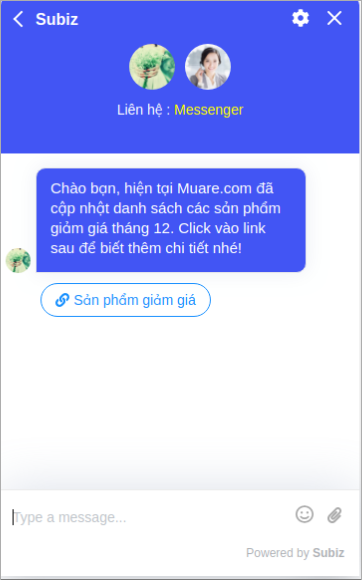 Subiz
Liên hệ : Messenger
Chào bạn, hiện tại Muare.com đã
cập nhật danh sách các sản phẩm
giảm giá tháng 12. Click vào link
sau để biết thêm chi tiết nhé!
Sản phẩm giảm giá
Type a message...
Powered by Subiz